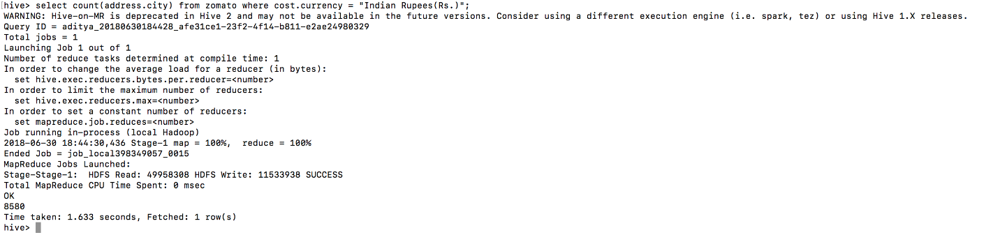 hive> select count(address.city) from zomato where cost.currency = "Indian Rupees(Rs.)";
WARNING: Hive-on-MR is deprecated in Hive 2 and may not be available in the future versions. Consider using a different execution engine (i.e. spark, tez) or using Hive 1.X releases.
Query ID = aditya_20180630184428_afe31ce1-23f2-4f14-b811-e2ae24980329
Total jobs = 1
Launching Job 1 out of 1
Number of reduce tasks determined at compile time: 1
In order to change the average load for a reducer (in bytes):
  set hive.exec.reducers.bytes.per.reducer=<number>
In order to limit the maximum number of reducers:
  set hive.exec.reducers.max=<number>
In order to set a constant number of reducers:
  set mapreduce.job.reduces=<number>
Job running in-process (local Hadoop)
2018-06-30 18:44:30,436 Stage-1 map = 100%,  reduce = 100%
Ended Job = job_local398349057_0015
MapReduce Jobs Launched:
Stage-Stage-1:  HDFS Read: 49958308 HDFS Write: 11533938 SUCCESS
Total MapReduce CPU Time Spent: 0 msec
OK
8580
Time taken: 1.633 seconds, Fetched: 1 row(s)
hive>